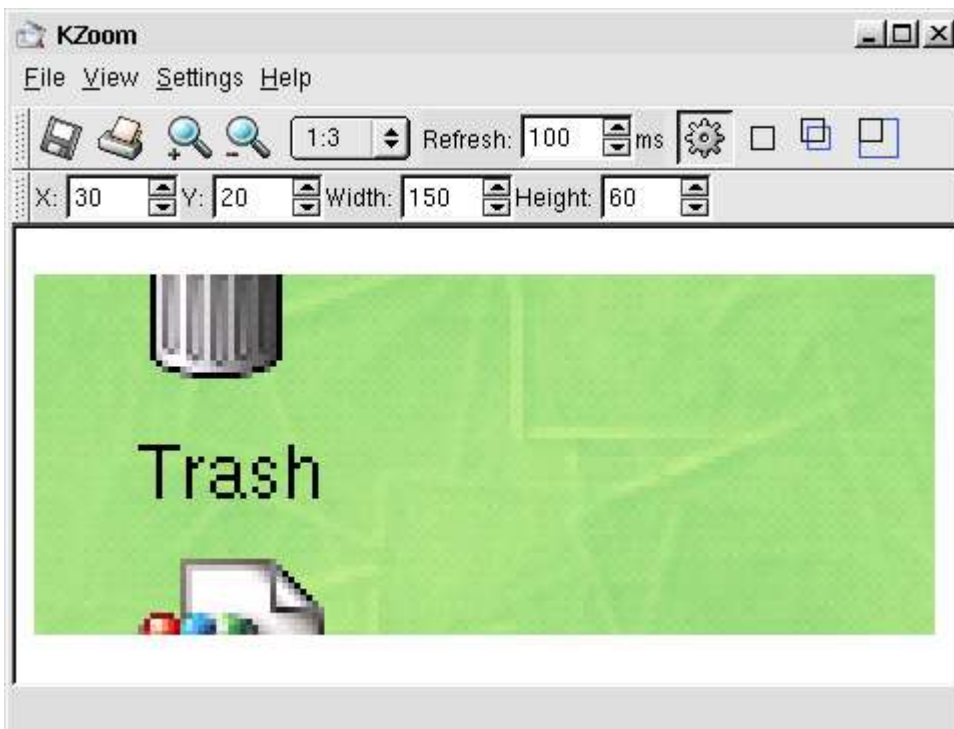 KZoom
File View Settings Help
1:3 Refresh: 100 ms
X: 30 Y: 20 Width: 150 Height: 60
Trash